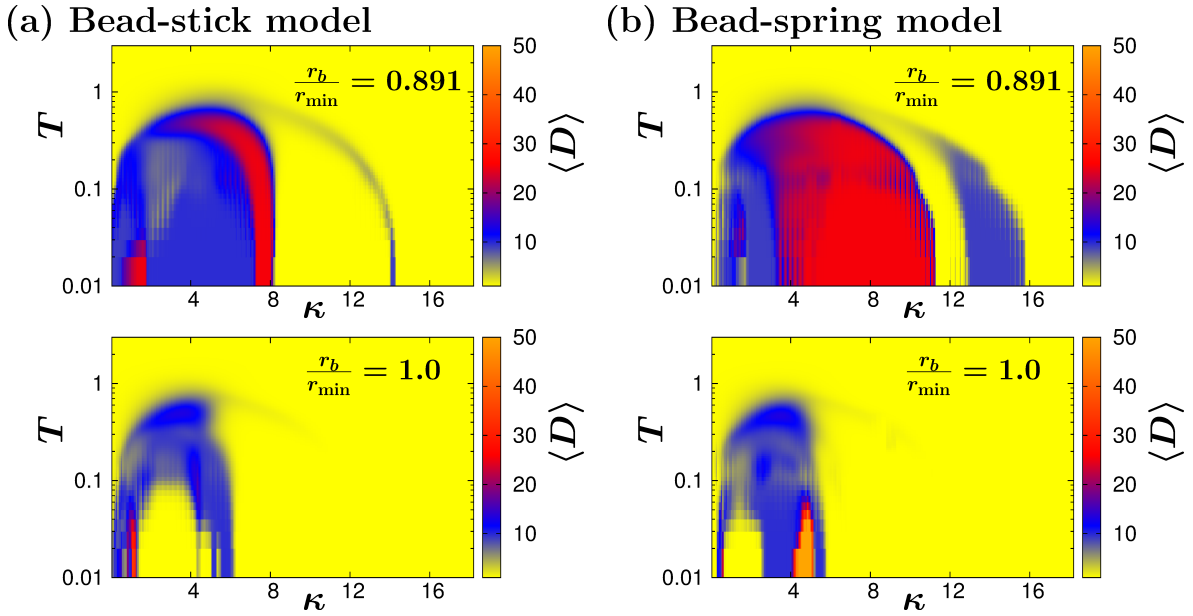 (a) Bead-stick model
(b) Bead-spring model
r_b/r_min = 0.891
T
1
0.1
0.01
4 8 12 16
κ
50
40
30
20
10
⟨D⟩
r_b/r_min = 0.891
T
1
0.1
0.01
4 8 12 16
κ
50
40
30
20
10
⟨D⟩
r_b/r_min = 1.0
T
1
0.1
0.01
4 8 12 16
κ
50
40
30
20
10
⟨D⟩
r_b/r_min = 1.0
T
1
0.1
0.01
4 8 12 16
κ
50
40
30
20
10
⟨D⟩